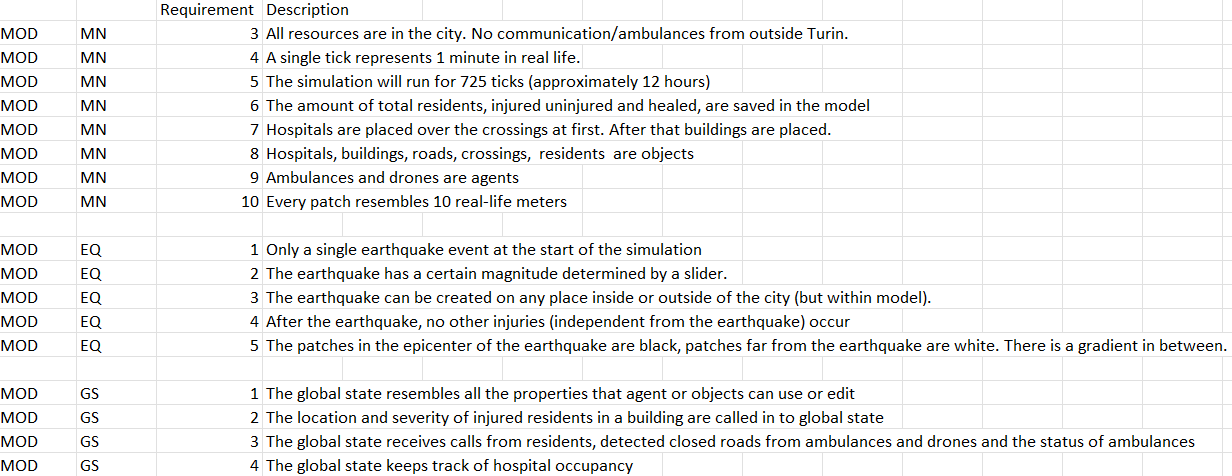 Requirement Description
MOD MN 3 All resources are in the city. No communication/ambulances from outside Turin.
MOD MN 4 A single tick represents 1 minute in real life.
MOD MN 5 The simulation will run for 725 ticks (approximately 12 hours)
MOD MN 6 The amount of total residents, injured uninjured and healed, are saved in the model
MOD MN 7 Hospitals are placed over the crossings at first. After that buildings are placed.
MOD MN 8 Hospitals, buildings, roads, crossings, residents are objects
MOD MN 9 Ambulances and drones are agents
MOD MN 10 Every patch resembles 10 real-life meters
MOD EQ 1 Only a single earthquake event at the start of the simulation
MOD EQ 2 The earthquake has a certain magnitude determined by a slider.
MOD EQ 3 The earthquake can be created on any place inside or outside of the city (but within model).
MOD EQ 4 After the earthquake, no other injuries (independent from the earthquake) occur
MOD EQ 5 The patches in the epicenter of the earthquake are black, patches far from the earthquake are white. There is a gradient in between.
MOD GS 1 The global state resembles all the properties that agent or objects can use or edit
MOD GS 2 The location and severity of injured residents in a building are called in to global state
MOD GS 3 The global state receives calls from residents, detected closed roads from ambulances and drones and the status of ambulances
MOD GS 4 The global state keeps track of hospital occupancy